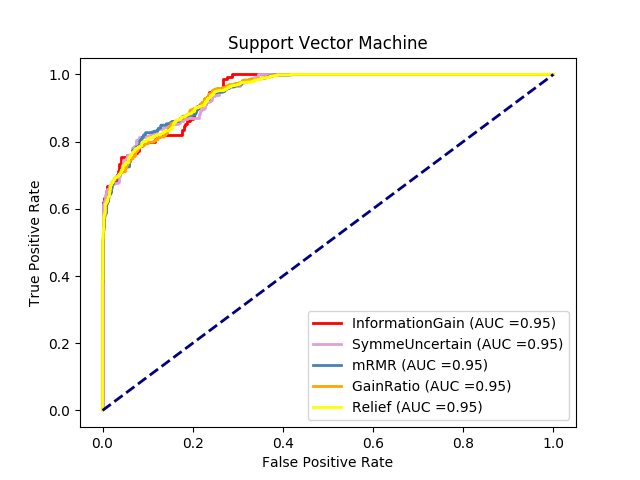 Support Vector Machine
True Positive Rate
1.0
0.8
0.6
0.4
0.2
0.0
InformationGain (AUC =0.95)
SymmeUncertain (AUC =0.95)
mRMR (AUC =0.95)
GainRatio (AUC =0.95)
Relief (AUC =0.95)
0.0 0.2 0.4 0.6 0.8 1.0
False Positive Rate